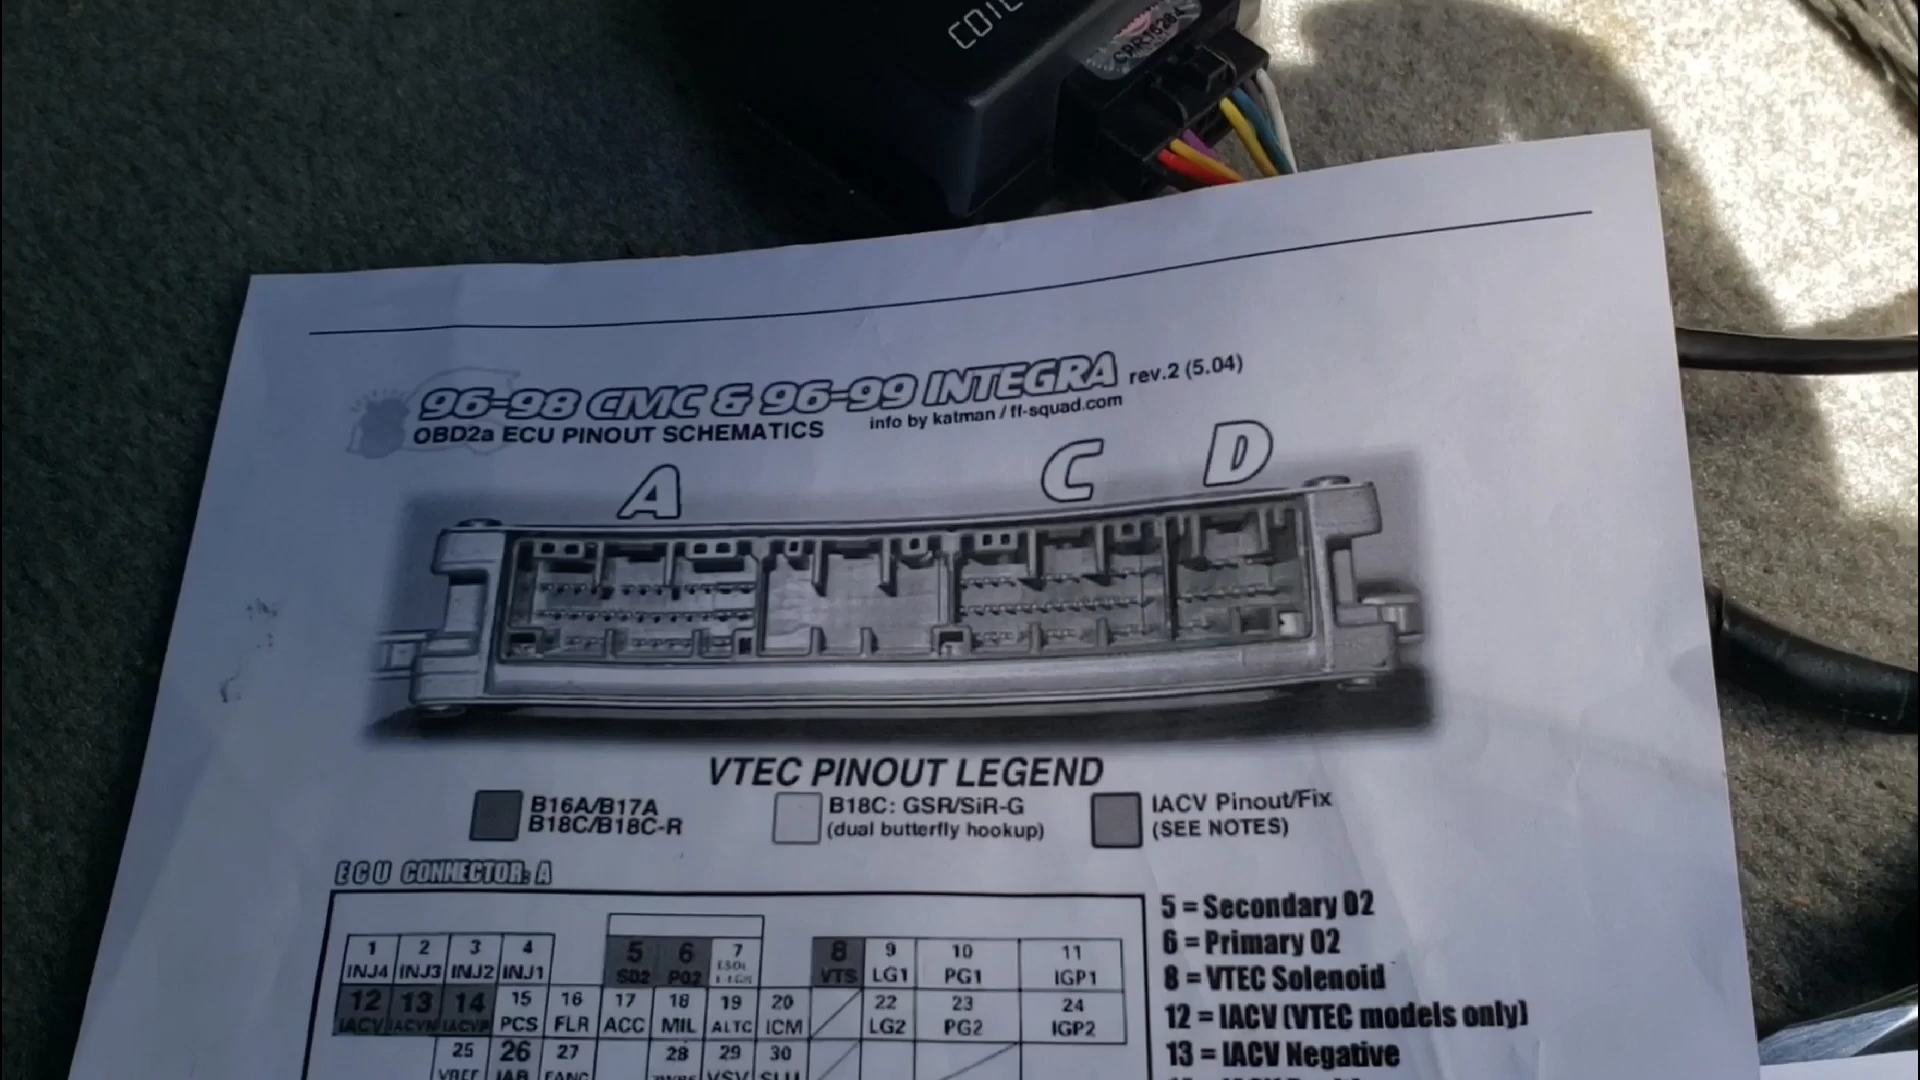 COIL
96-98 CIVIC & 96-99 INTEGRA rev.2 (5.04)
OBD2a ECU PINOUT SCHEMATICS info by katman / ff-squad.com
A C D
VTEC PINOUT LEGEND
B16A/B17A
B18C/B18C-R
B18C: GSR/SiR-G
(dual butterfly hookup)
IACV Pinout/Fix
(SEE NOTES)
ECU CONNECTOR: A
1 2 3 4 5 6 7 8 9 10 11
INJ4 INJ3 INJ2 INJ1 SO2 PO2 VTS LG1 PG1 IGP1
12 13 14 15 16 17 18 19 20 22 23 24
IACV IACVN IACVP PCS FLR ACC MIL ALTC ICM LG2 PG2 IGP2
25 26 27 28 29 30
VREF IAB FANC VSV SLU
5 = Secondary O2
6 = Primary O2
8 = VTEC Solenoid
12 = IACV (VTEC models only)
13 = IACV Negative